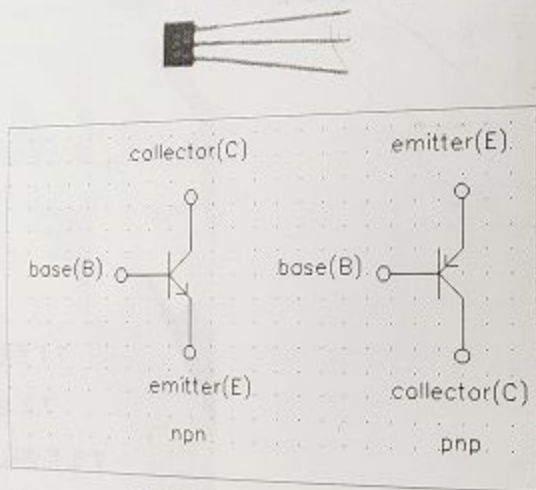 collector(C)
emitter(E)
base(B)
base(B)
emitter(E)
collector(C)
npn
pnp